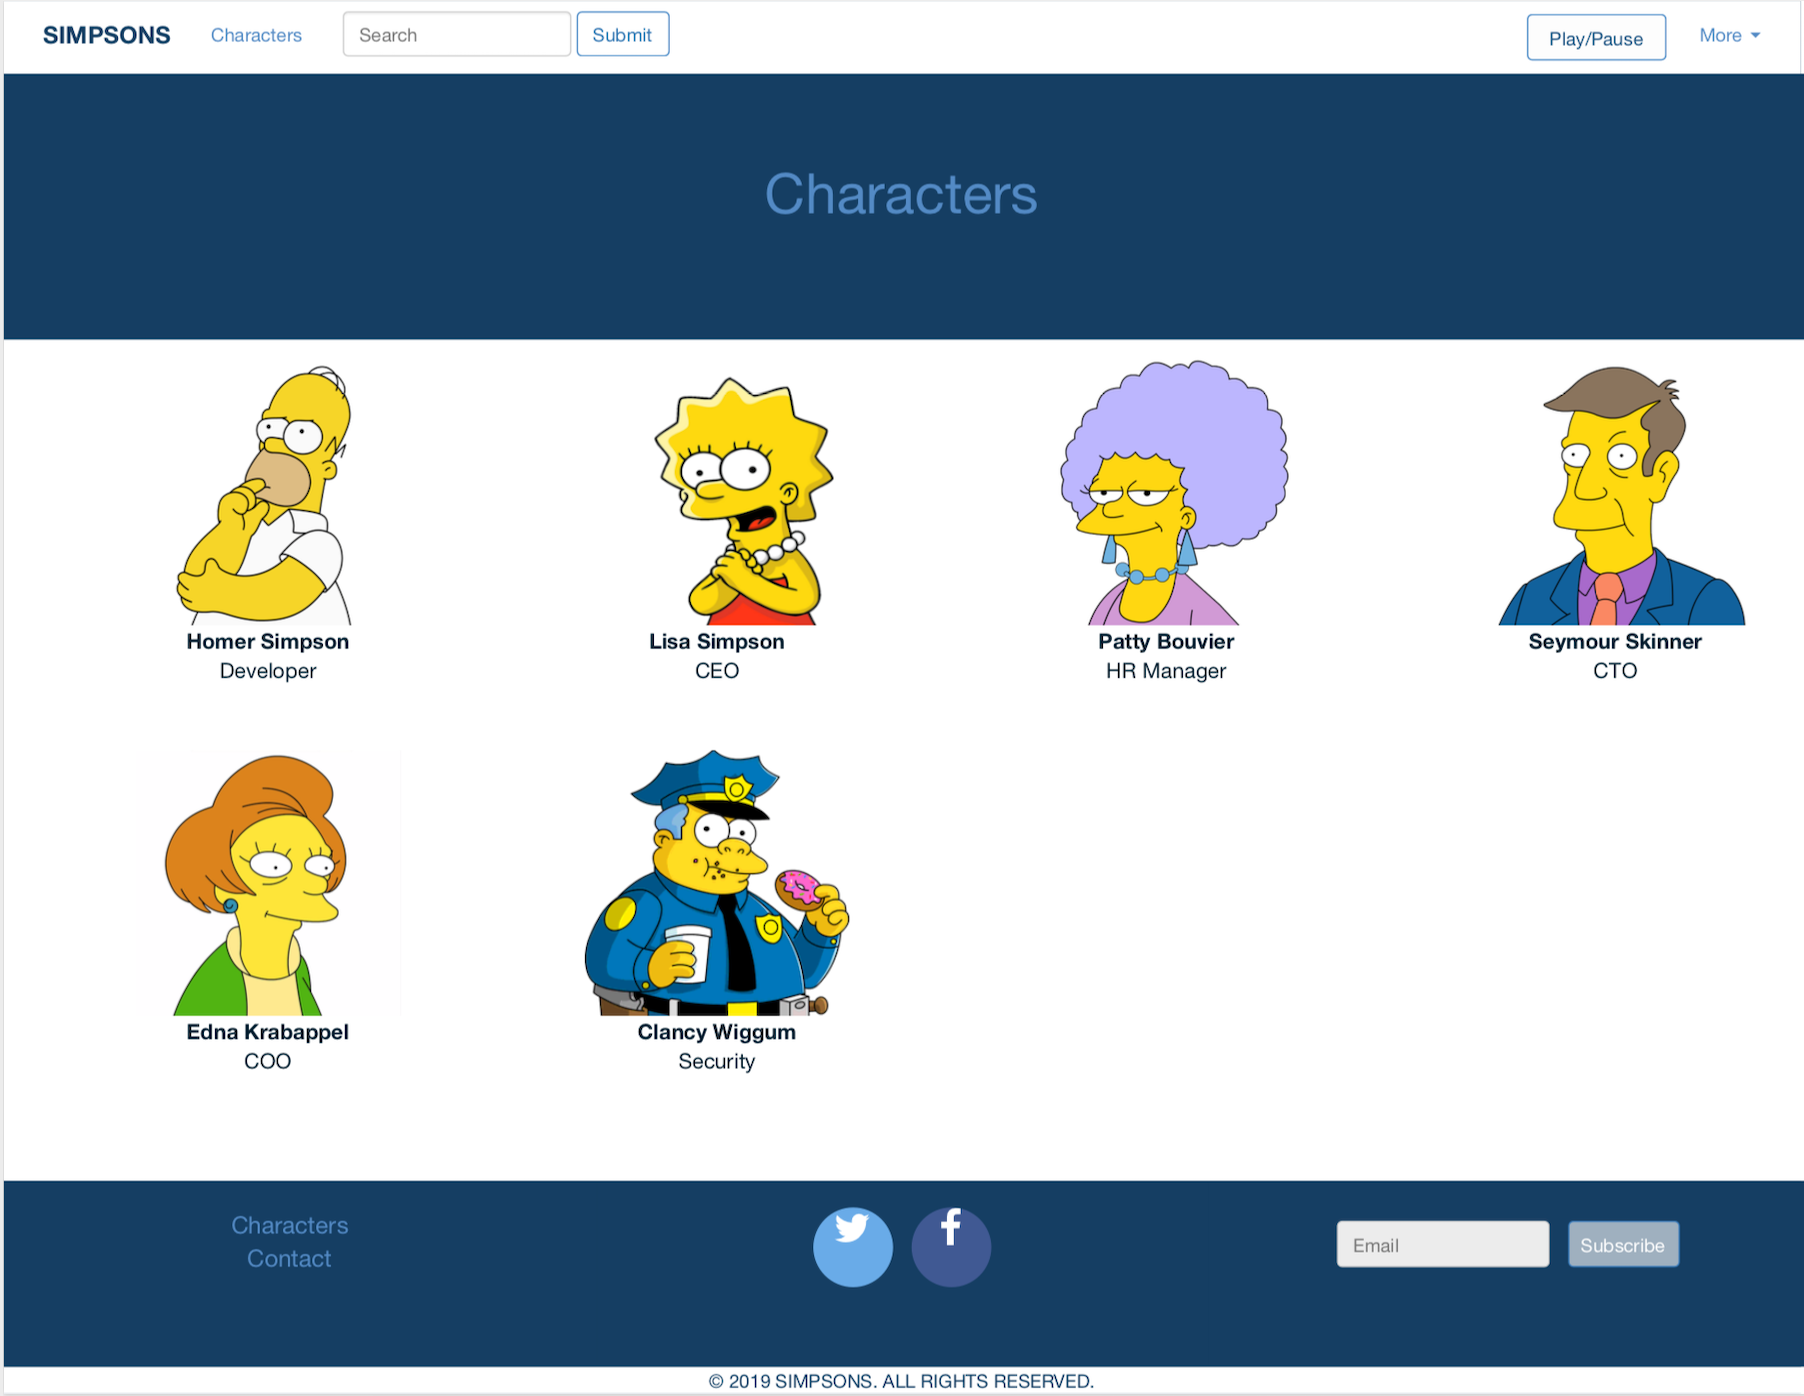 SIMPSONS Characters Search Submit Play/Pause More
Characters
Homer Simpson Lisa Simpson Patty Bouvier Seymour Skinner
Developer CEO HR Manager CTO
Edna Krabappel Clancy Wiggum
COO Security
Characters
Contact
Email Subscribe
© 2019 SIMPSONS. ALL RIGHTS RESERVED.